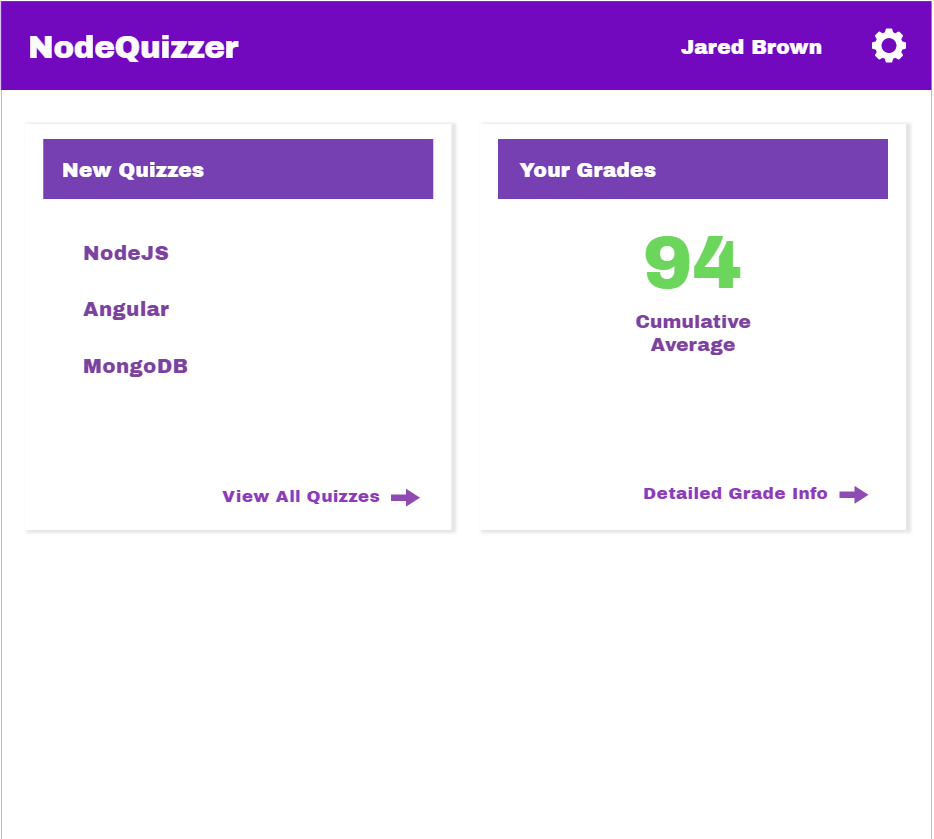 NodeQuizzer
Jared Brown
New Quizzes
NodeJS
Angular
MongoDB
View All Quizzes
Your Grades
94
Cumulative
Average
Detailed Grade Info